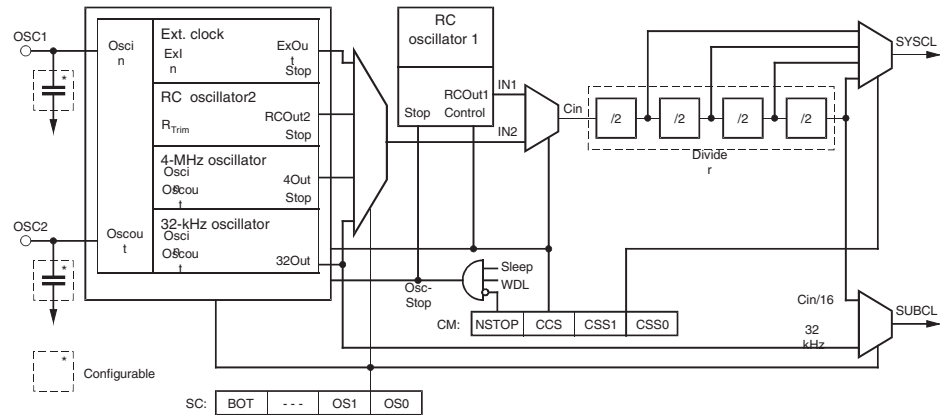 OSC1
Osci
n
Ext. clock
ExI
n
ExOu
t
Stop
RC oscillator2
RTrim
RCOut2
Stop
4-MHz oscillator
Osci
n
Oscou
t
4Out
Stop
32-kHz oscillator
Osci
n
Oscou
t
32Out
*
OSC2
Oscou
t
*
*
Configurable
RC
oscillator 1
RCOut1
Stop
Control
IN1
IN2
Cin
/2
/2
/2
/2
Divide
r
SYSCL
Osc-
Stop
Sleep
WDL
CM:
NSTOP
CCS
CSS1
CSS0
Cin/16
32
kHz
SUBCL
SC:
BOT
- - -
OS1
OS0